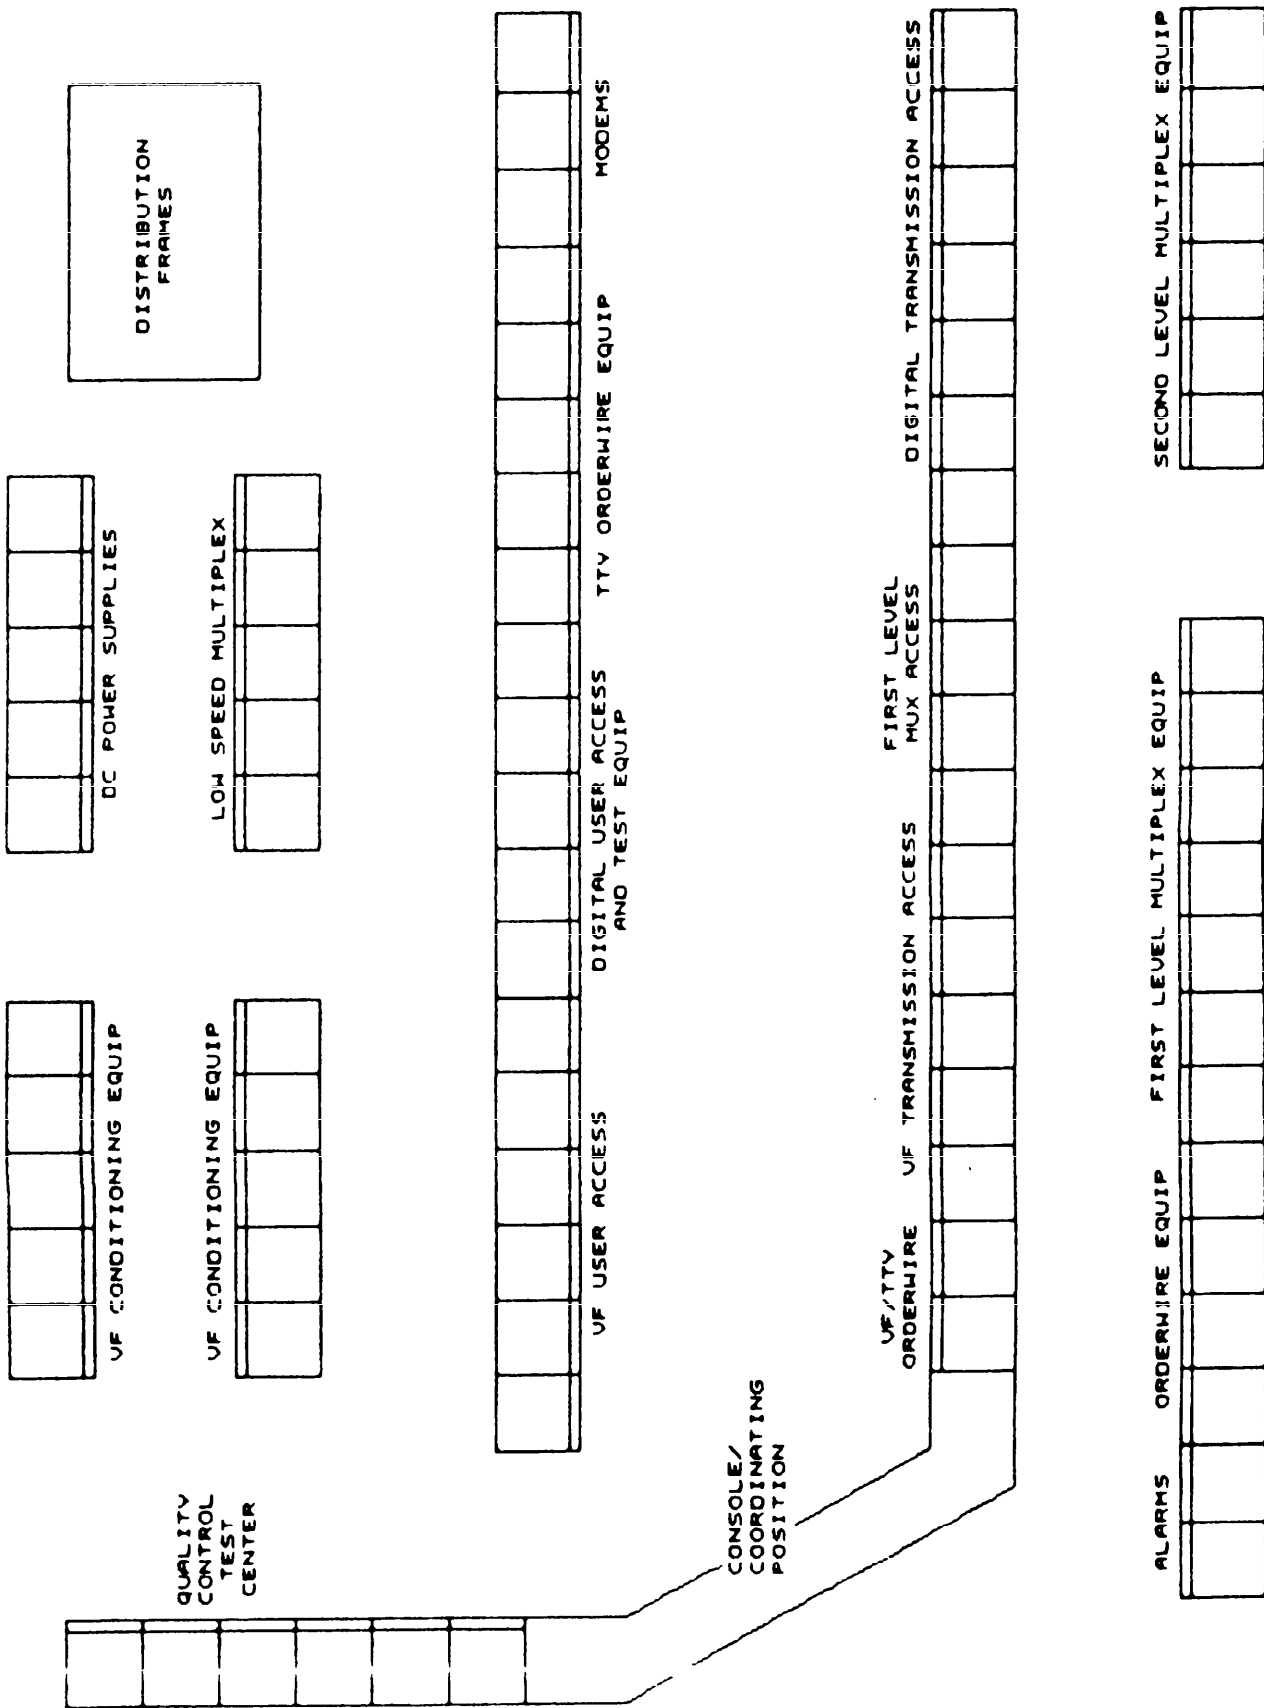 DISTRIBUTION
FRAMES
DC POWER SUPPLIES
LOW SPEED MULTIPLEX
VF CONDITIONING EQUIP
VF CONDITIONING EQUIP
QUALITY
CONTROL
TEST
CENTER
MODEMS
TTY ORDERWIRE EQUIP
DIGITAL USER ACCESS
AND TEST EQUIP
VF USER ACCESS
CONSOLE/
COORDINATING
POSITION
VF/TTY
ORDERWIRE
VF TRANSMISSION ACCESS
FIRST LEVEL
MUX ACCESS
DIGITAL TRANSMISSION ACCESS
ALARMS
ORDERWIRE EQUIP
FIRST LEVEL MULTIPLEX EQUIP
SECOND LEVEL MULTIPLEX EQUIP